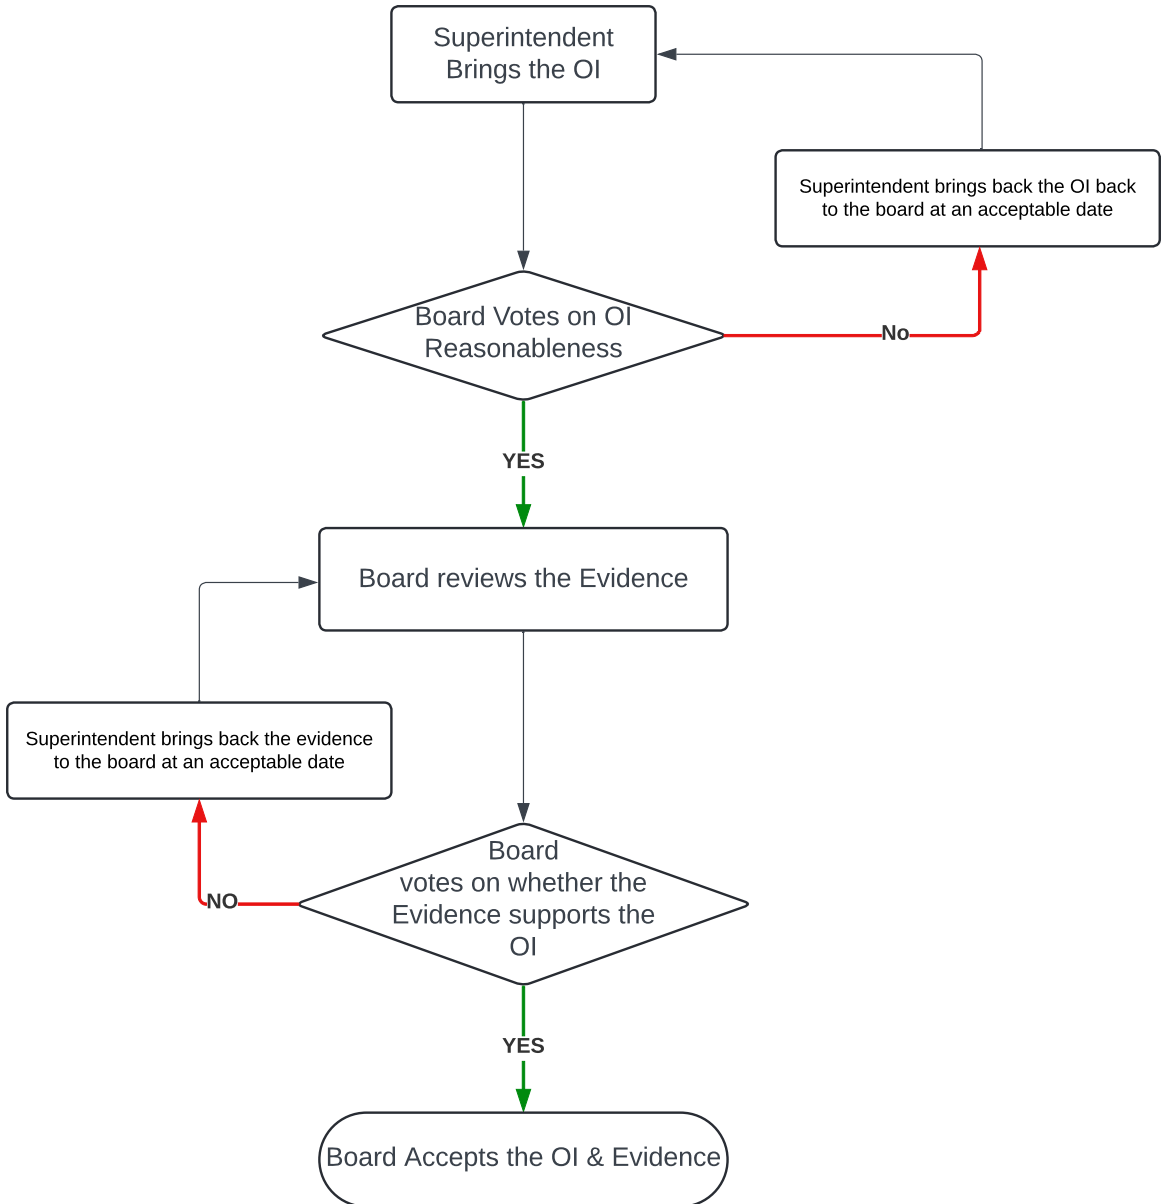 Superintendent
Brings the OI
Superintendent brings back the OI back
to the board at an acceptable date
Board Votes on OI
Reasonableness
No
YES
Board reviews the Evidence
Superintendent brings back the evidence
to the board at an acceptable date
Board
votes on whether the
Evidence supports the
OI
NO
YES
Board Accepts the OI & Evidence